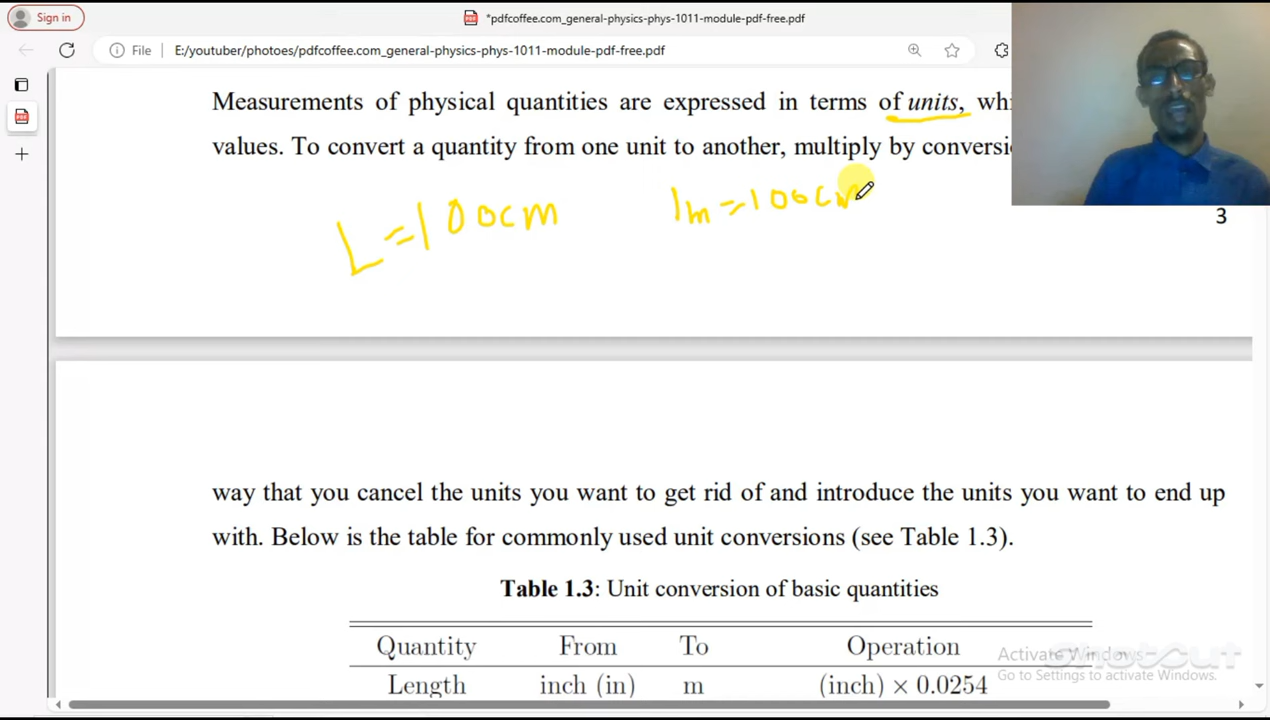 Sign in
*pdfcoffee.com_general-physics-phys-1011-module-pdf-free.pdf
File | E:/youtuber/photoes/pdfcoffee.com_general-physics-phys-1011-module-pdf-free.pdf
Measurements of physical quantities are expressed in terms of units,
values. To convert a quantity from one unit to another, multiply by
L=100cm
1m=100cm
3
way that you cancel the units you want to get rid of and introduce the units you want to end up
with. Below is the table for commonly used unit conversions (see Table 1.3).
Table 1.3: Unit conversion of basic quantities
Quantity From To Operation
Length inch (in) m (inch) × 0.0254
Activate Windows
Go to Settings to activate Windows.
Shotcut